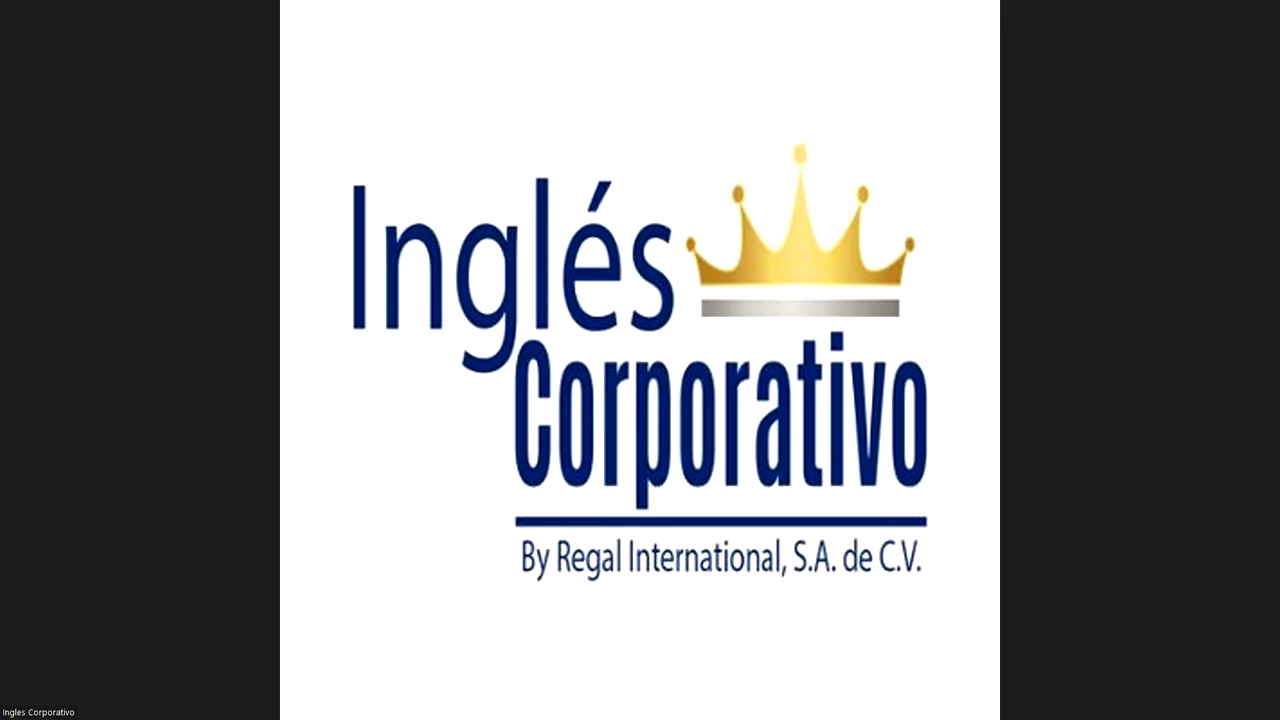 Inglés
Corporativo
By Regal International, S.A. de C.V.
Ingles Corporativo